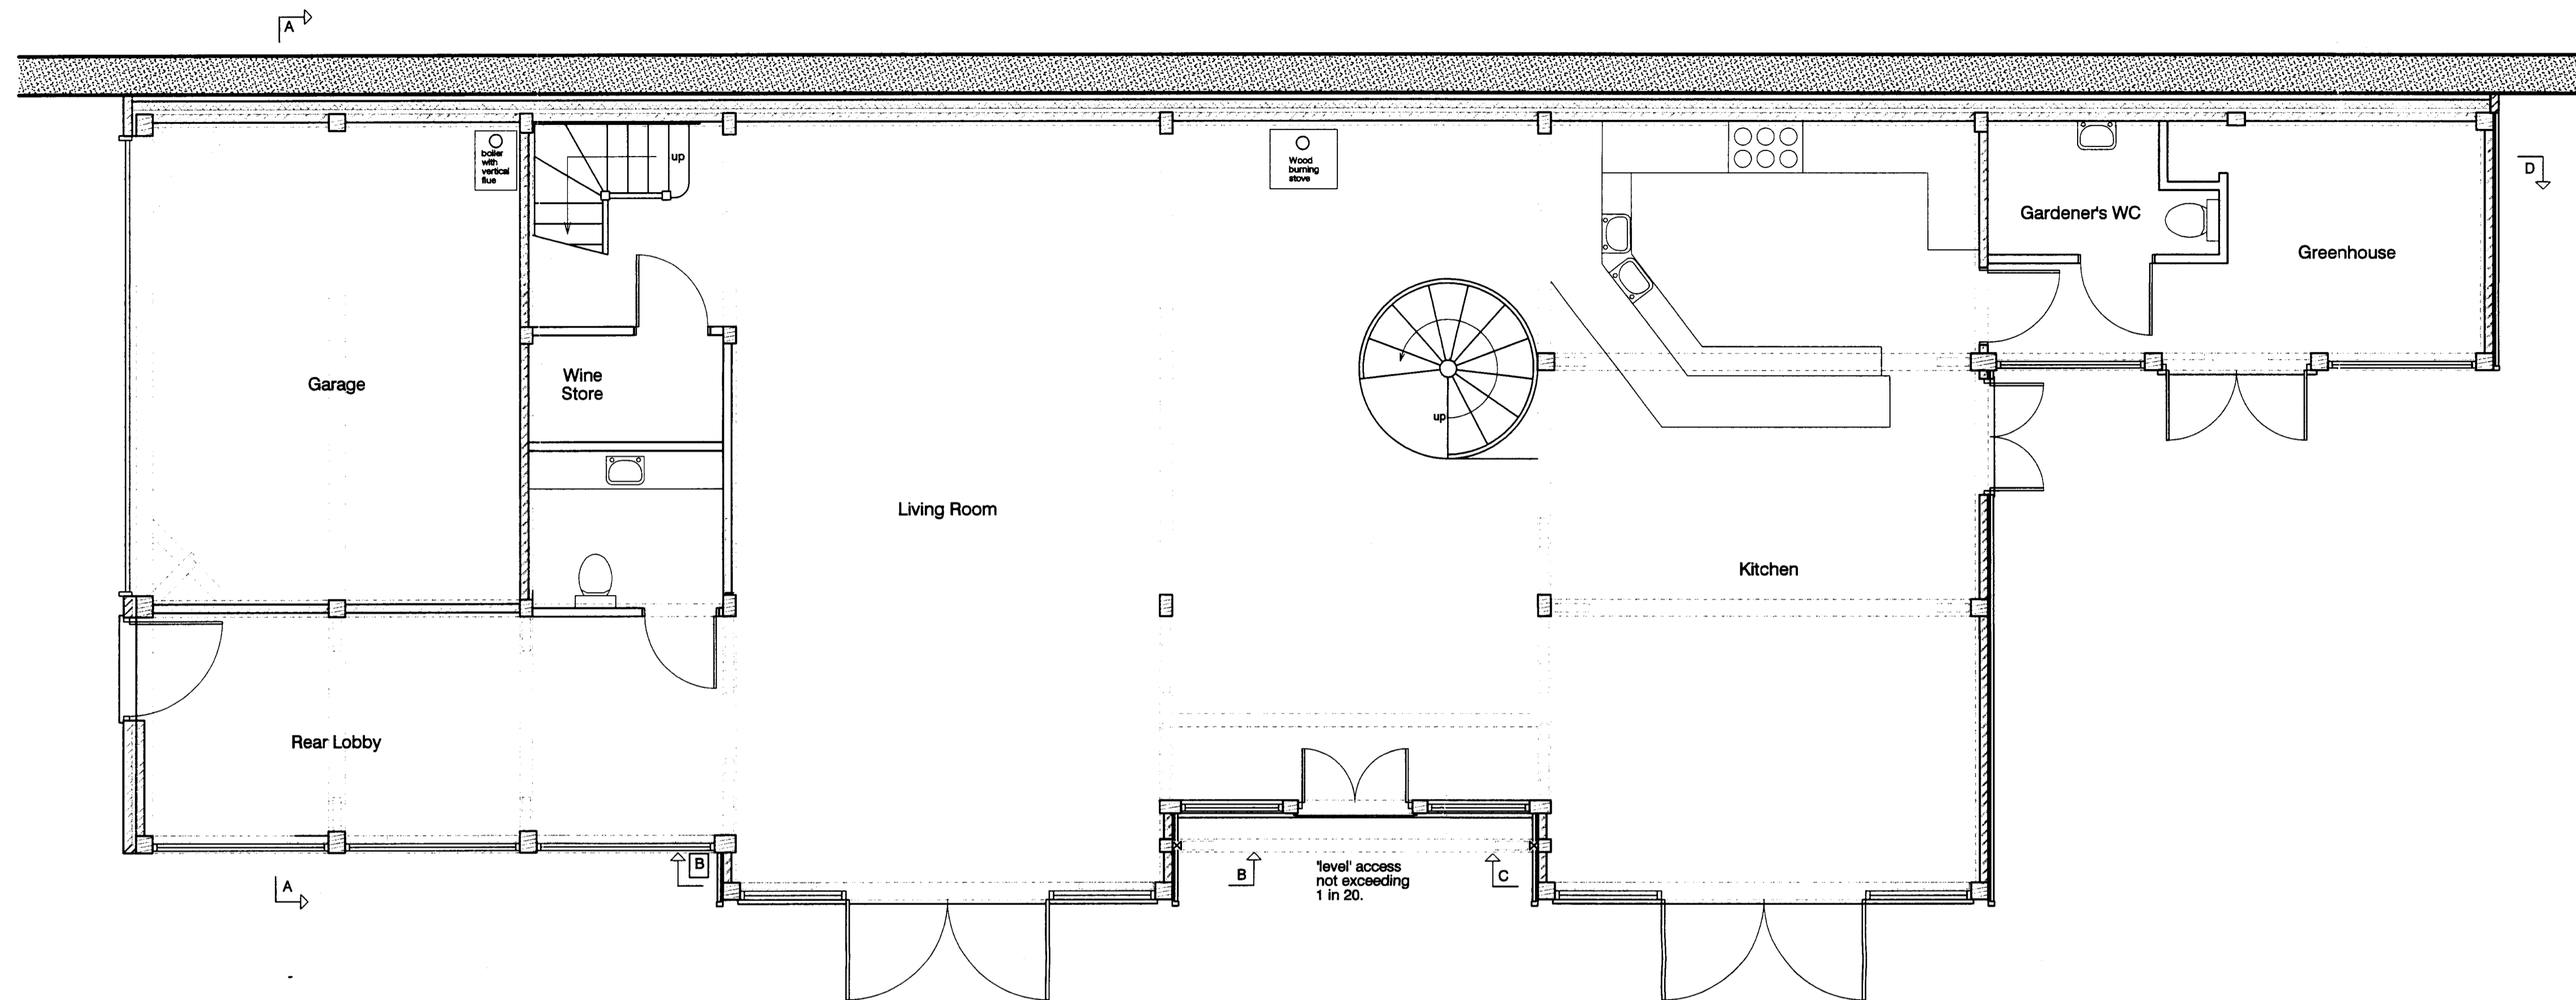 A
boiler
with
vertical
flue
up
Wood
burning
stove
D
Gardener's WC
Greenhouse
Garage
Wine
Store
up
Living Room
Kitchen
Rear Lobby
B
B
'level' access
not exceeding
1 in 20.
C
A